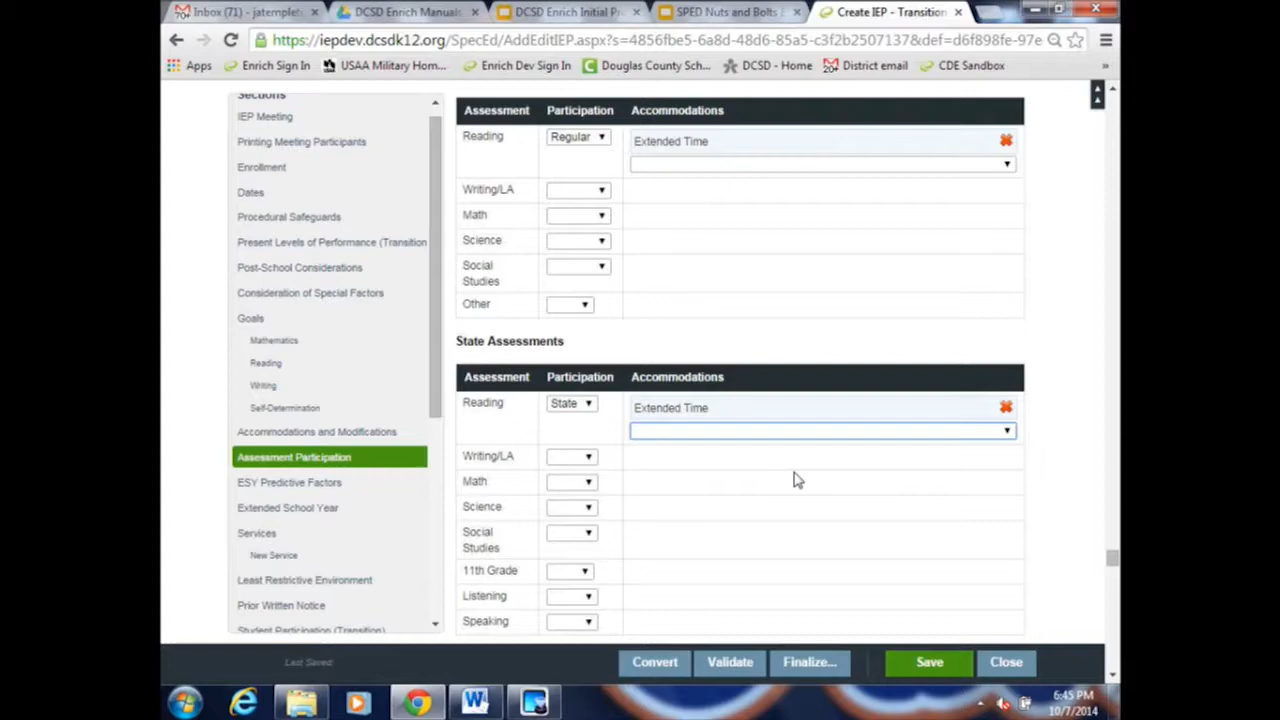 Inbox (71) - jatemplet
DCSD Enrich Manuals
DCSD Enrich Initial Pr
SPED Nuts and Bolts
Create IEP - Transition
https://iepdev.dcsdk12.org/SpecEd/AddEditIEP.aspx?s=4856fbe5-6a8d-48d6-85a5-c3f2b2507137&def=d6f898fe-97e
Apps
Enrich Sign In
USAA Military Hom...
Enrich Dev Sign In
Douglas County Sch...
DCSD - Home
District email
CDE Sandbox
»
Sections
IEP Meeting
Printing Meeting Participants
Enrollment
Dates
Procedural Safeguards
Present Levels of Performance (Transition
Post-School Considerations
Consideration of Special Factors
Goals
Mathematics
Reading
Writing
Self-Determination
Accommodations and Modifications
Assessment Participation
ESY Predictive Factors
Extended School Year
Services
New Service
Least Restrictive Environment
Prior Written Notice
Student Participation (Transition)
Assessment Participation Accommodations
Reading Regular Extended Time
Writing/LA
Math
Science
Social
Studies
Other
State Assessments
Assessment Participation Accommodations
Reading State Extended Time
Writing/LA
Math
Science
Social
Studies
11th Grade
Listening
Speaking
Last Saved:
Convert
Validate
Finalize...
Save
Close
6:45 PM
10/7/2014